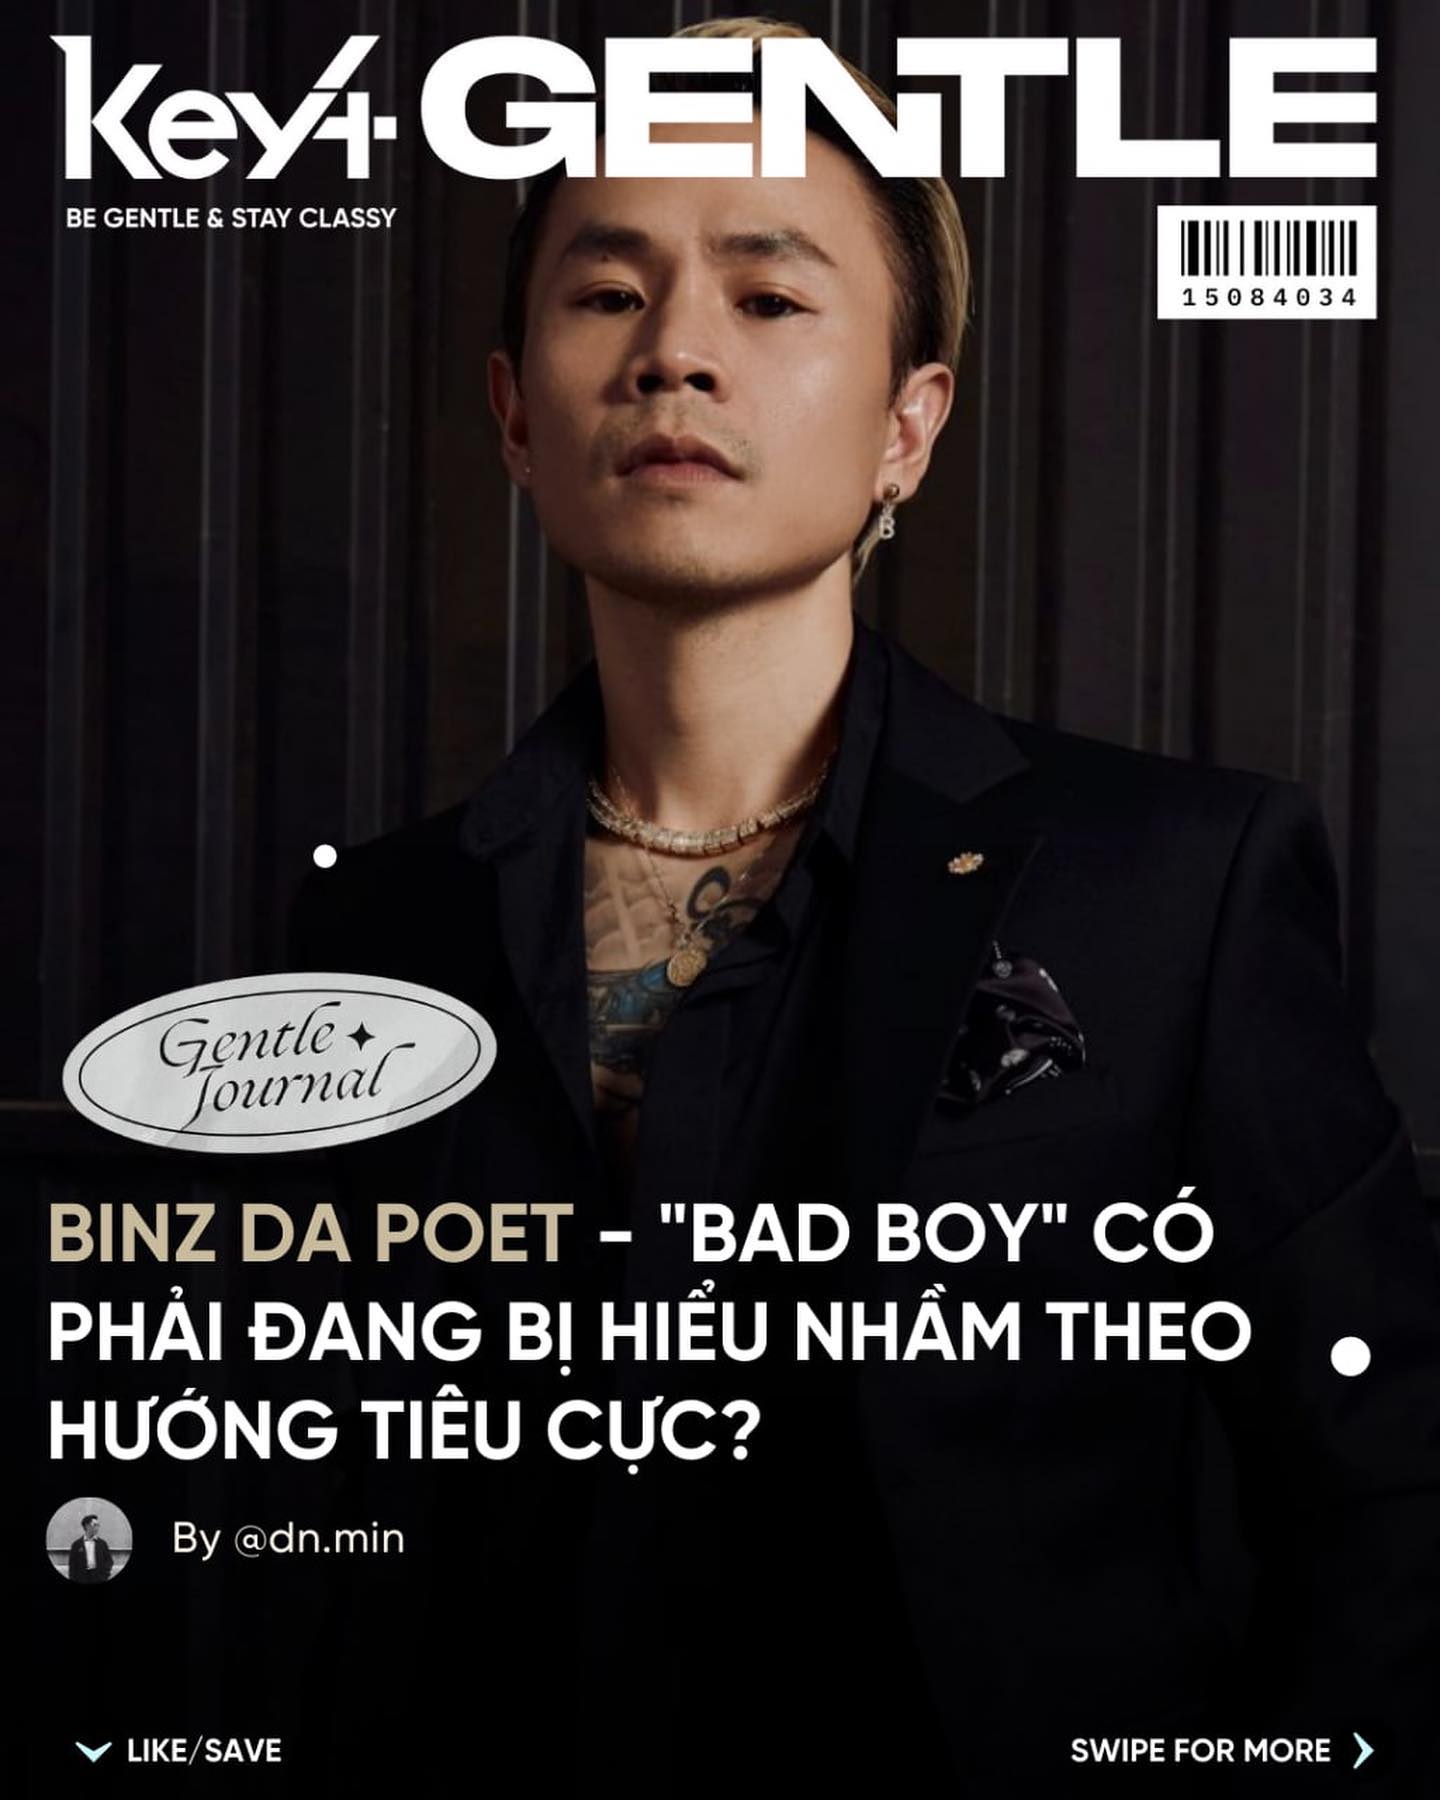 Key4 GENTLE
BE GENTLE & STAY CLASSY
15084034
Gentle
Journal
BINZ DA POET - "BAD BOY" CÓ
PHẢI ĐANG BỊ HIỂU NHẦM THEO
HƯỚNG TIÊU CỰC?
By @dn.min
LIKE/SAVE
SWIPE FOR MORE